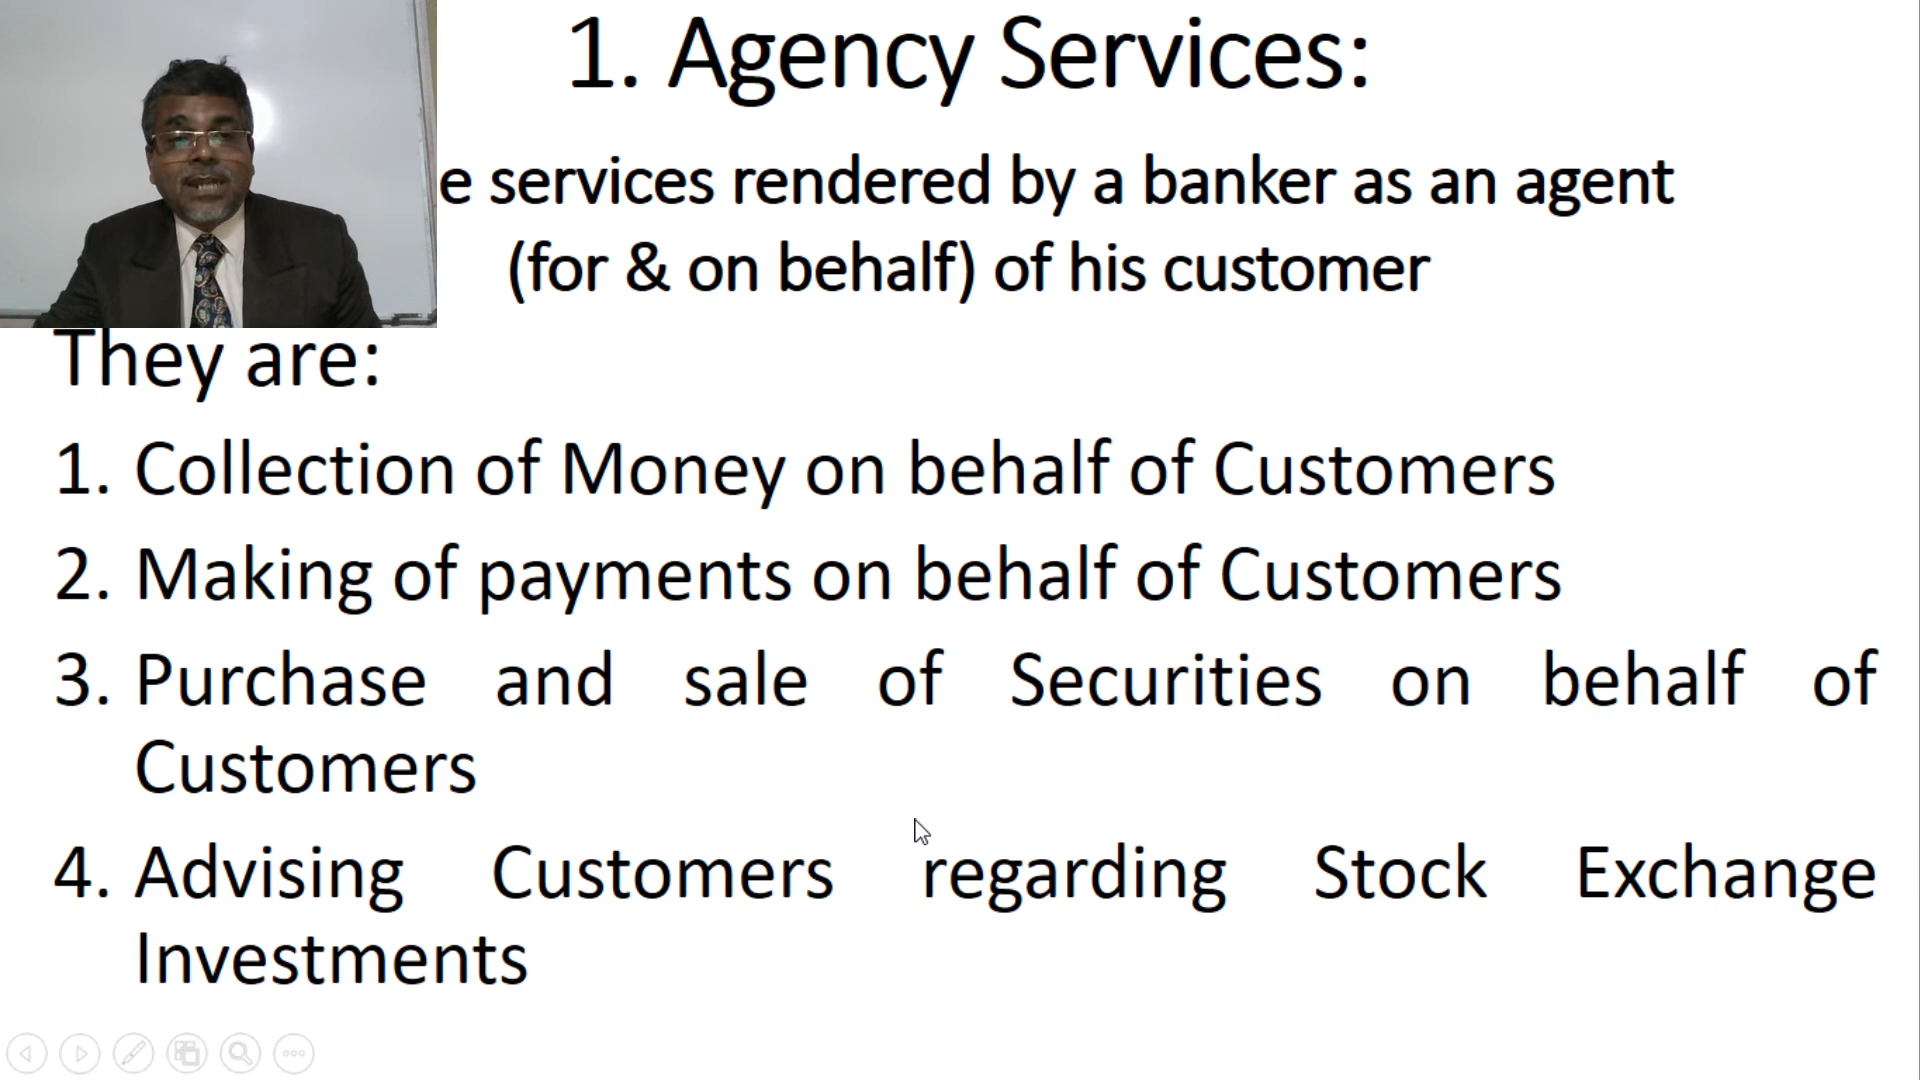 1. Agency Services:
e services rendered by a banker as an agent
(for & on behalf) of his customer
They are:
1. Collection of Money on behalf of Customers
2. Making of payments on behalf of Customers
3. Purchase and sale of Securities on behalf of
Customers
4. Advising Customers regarding Stock Exchange
Investments